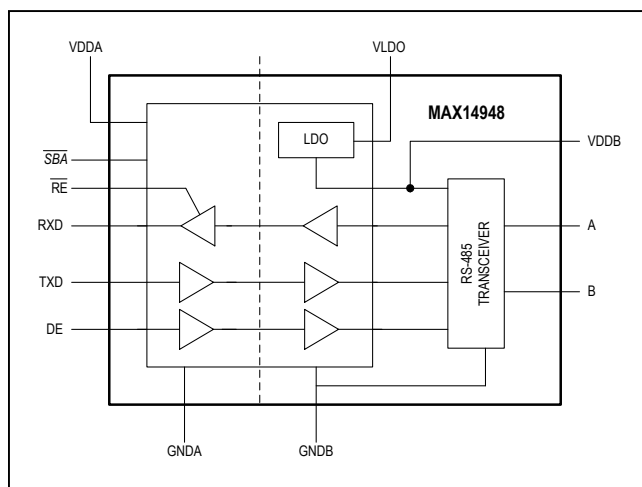 VDDA
VLDO
MAX14948
LDO
VDDB
SBA
RE
RXD
A
RS-485
TRANSCEIVER
TXD
B
DE
GNDA
GNDB